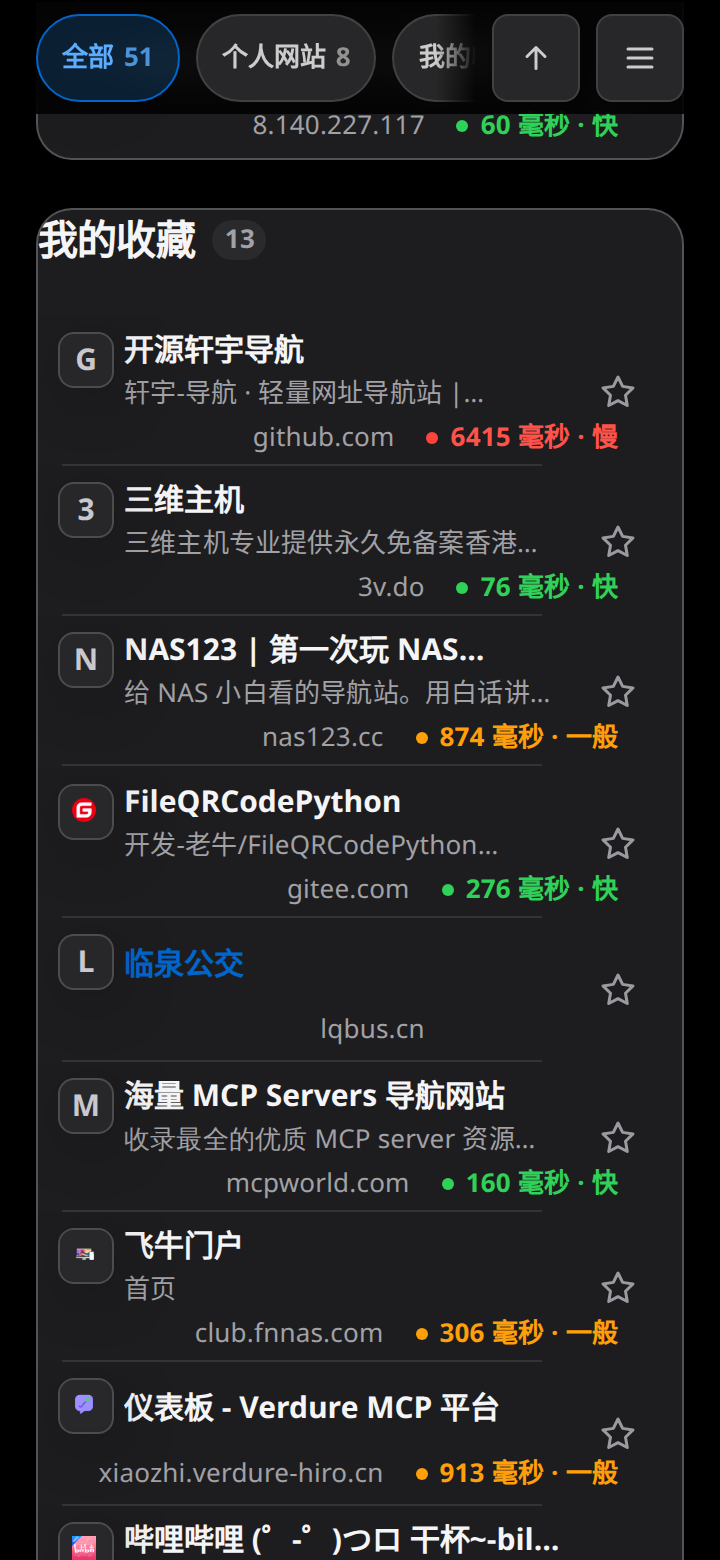 全部 51
个人网站 8
我的
8.140.227.117 60 毫秒 · 快
我的收藏 13
G 开源轩宇导航
轩宇-导航 · 轻量网址导航站 |...
github.com 6415 毫秒 · 慢
3 三维主机
三维主机专业提供永久免备案香港...
3v.do 76 毫秒 · 快
N NAS123 | 第一次玩 NAS...
给 NAS 小白看的导航站。用白话讲...
nas123.cc 874 毫秒 · 一般
FileQRCodePython
开发-老牛/FileQRCodePython...
gitee.com 276 毫秒 · 快
L 临泉公交
lqbus.cn
M 海量 MCP Servers 导航网站
收录最全的优质 MCP server 资源...
mcpworld.com 160 毫秒 · 快
飞牛门户
首页
club.fnnas.com 306 毫秒 · 一般
仪表板 - Verdure MCP 平台
xiaozhi.verdure-hiro.cn 913 毫秒 · 一般
哔哩哔哩 (゜-゜)つロ 干杯~-bil...